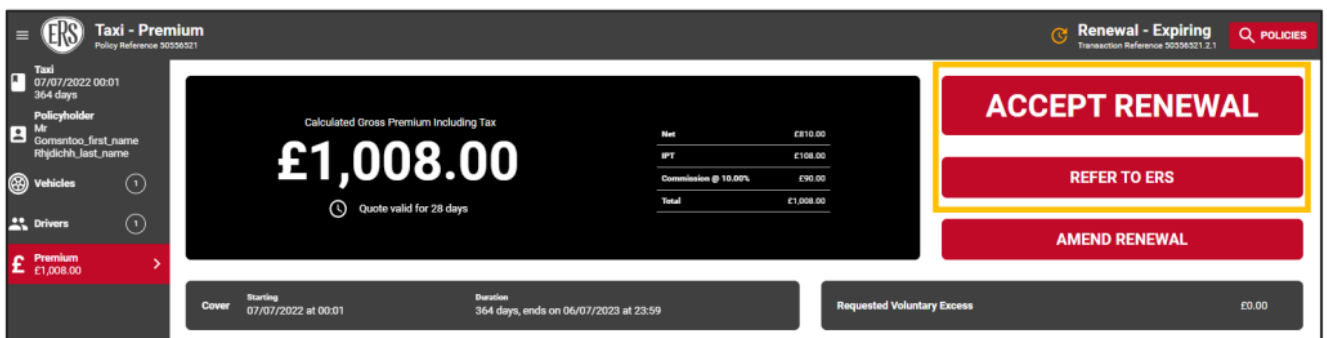 ERS
Taxi - Premium
Policy Reference 50556521
Renewal - Expiring
Transaction Reference 50556521.2.1
POLICIES
Taxi
07/07/2022 00:01
364 days
Policyholder
Mr
Gomsntoo_first_name
Rhjdichh_last_name
Vehicles 1
Drivers 1
£ Premium
£1,008.00
Calculated Gross Premium Including Tax
£1,008.00
Quote valid for 28 days
Net £810.00
IPT £108.00
Commission @ 10.00% £90.00
Total £1,008.00
ACCEPT RENEWAL
REFER TO ERS
AMEND RENEWAL
Cover
Starting
07/07/2022 at 00:01
Duration
364 days, ends on 06/07/2023 at 23:59
Requested Voluntary Excess £0.00